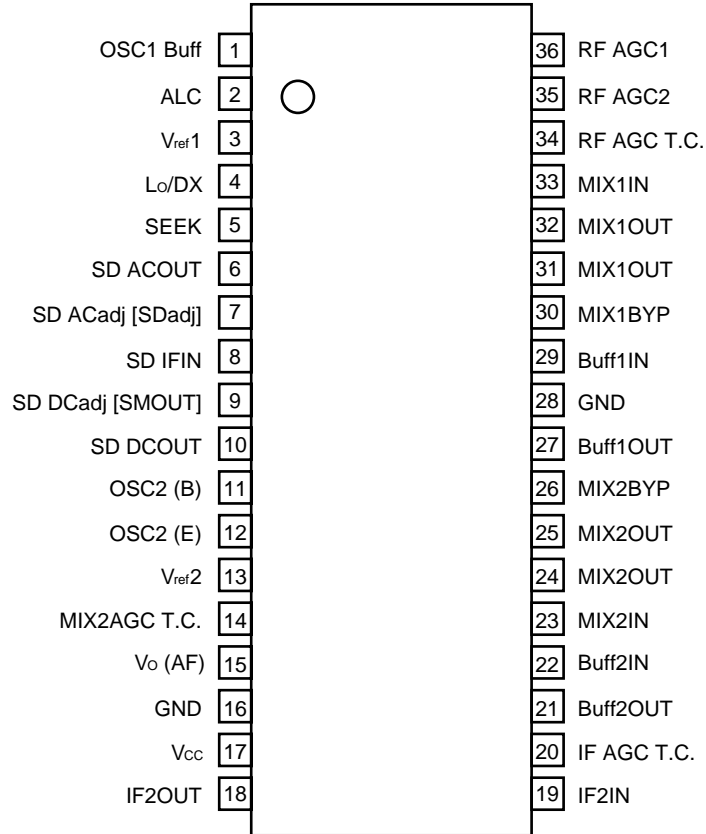 OSC1 Buff 1 36 RF AGC1
ALC 2 35 RF AGC2
Vref1 3 34 RF AGC T.C.
LO/DX 4 33 MIX1IN
SEEK 5 32 MIX1OUT
SD ACOUT 6 31 MIX1OUT
SD ACadj [SDadj] 7 30 MIX1BYP
SD IFIN 8 29 Buff1IN
SD DCadj [SMOUT] 9 28 GND
SD DCOUT 10 27 Buff1OUT
OSC2 (B) 11 26 MIX2BYP
OSC2 (E) 12 25 MIX2OUT
Vref2 13 24 MIX2OUT
MIX2AGC T.C. 14 23 MIX2IN
VO (AF) 15 22 Buff2IN
GND 16 21 Buff2OUT
VCC 17 20 IF AGC T.C.
IF2OUT 18 19 IF2IN